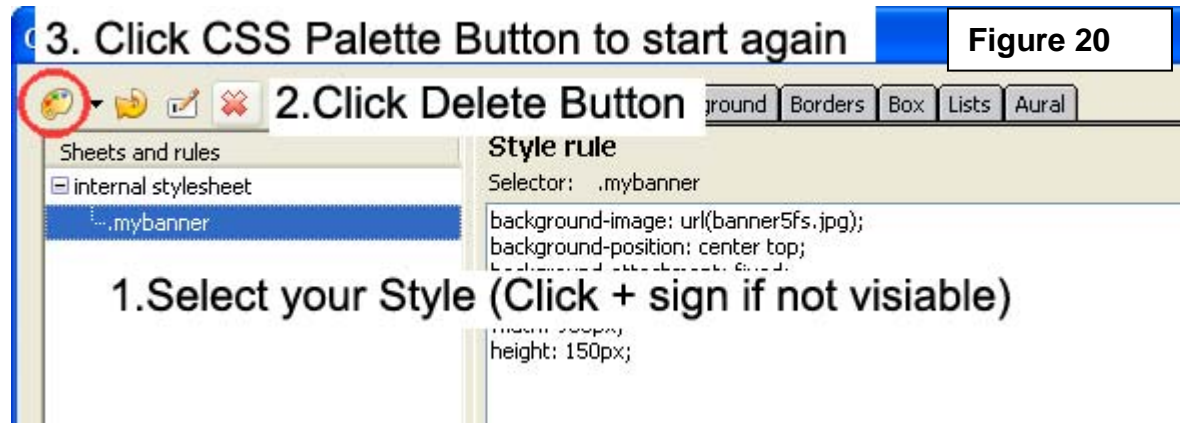 3. Click CSS Palette Button to start again
Figure 20
2.Click Delete Button
Borders
Box
Lists
Aural
Sheets and rules
Style rule
internal stylesheet
Selector: .mybanner
.mybanner
background-image: url(banner5fs.jpg);
background-position: center top;
1.Select your Style (Click + sign if not visiable)
height: 150px;